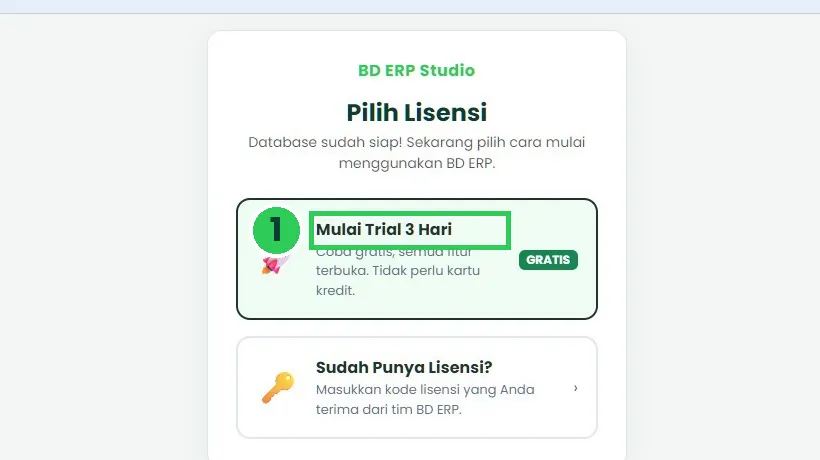 BD ERP Studio
Pilih Lisensi
Database sudah siap! Sekarang pilih cara mulai
menggunakan BD ERP.
1
Mulai Trial 3 Hari
Coba gratis, semua fitur
terbuka. Tidak perlu kartu
kredit.
GRATIS
Sudah Punya Lisensi?
Masukkan kode lisensi yang Anda
terima dari tim BD ERP.
›